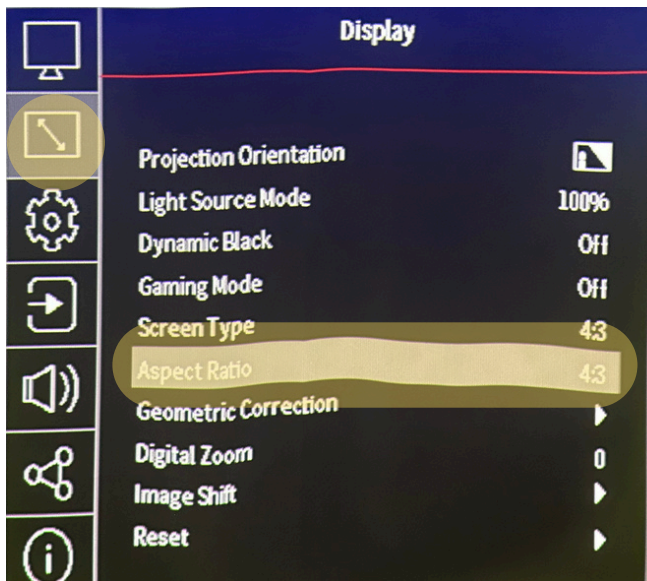 Display
Projection Orientation
Light Source Mode 100%
Dynamic Black Off
Gaming Mode Off
Screen Type 4:3
Aspect Ratio 4:3
Geometric Correction
Digital Zoom 0
Image Shift
Reset